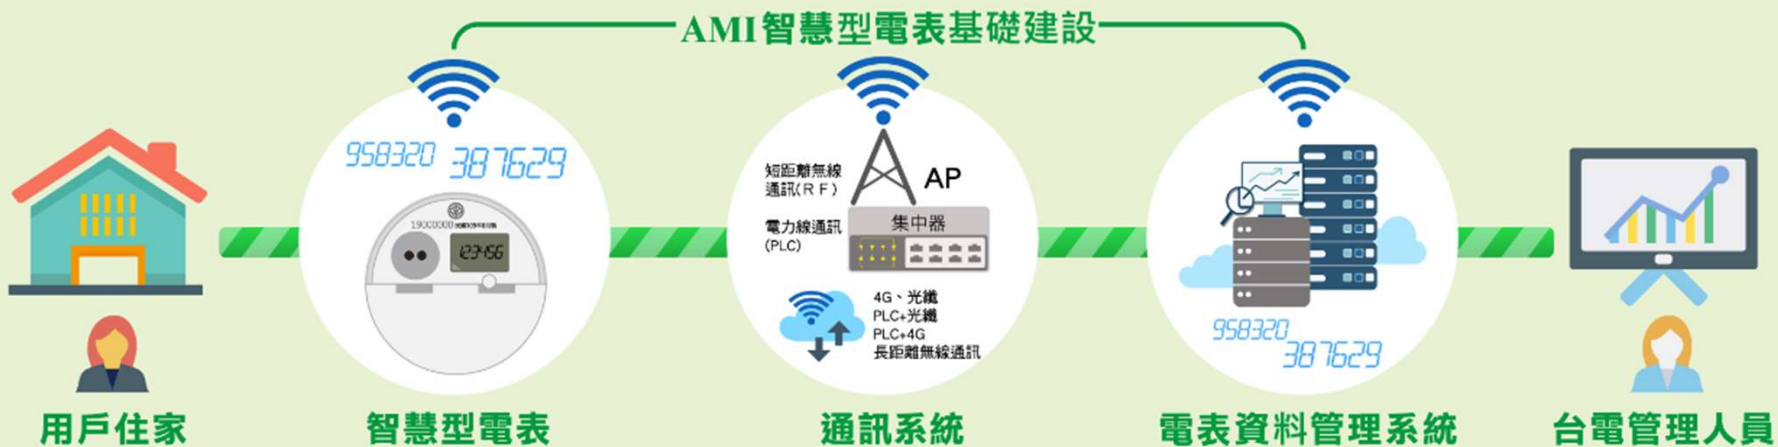 AMI智慧型電表基礎建設
958320 387629
19000000
123456
短距離無線
通訊(RF)
AP
電力線通訊
(PLC)
集中器
4G、光纖
PLC+光纖
PLC+4G
長距離無線通訊
958320
387629
用戶住家
智慧型電表
通訊系統
電表資料管理系統
台電管理人員